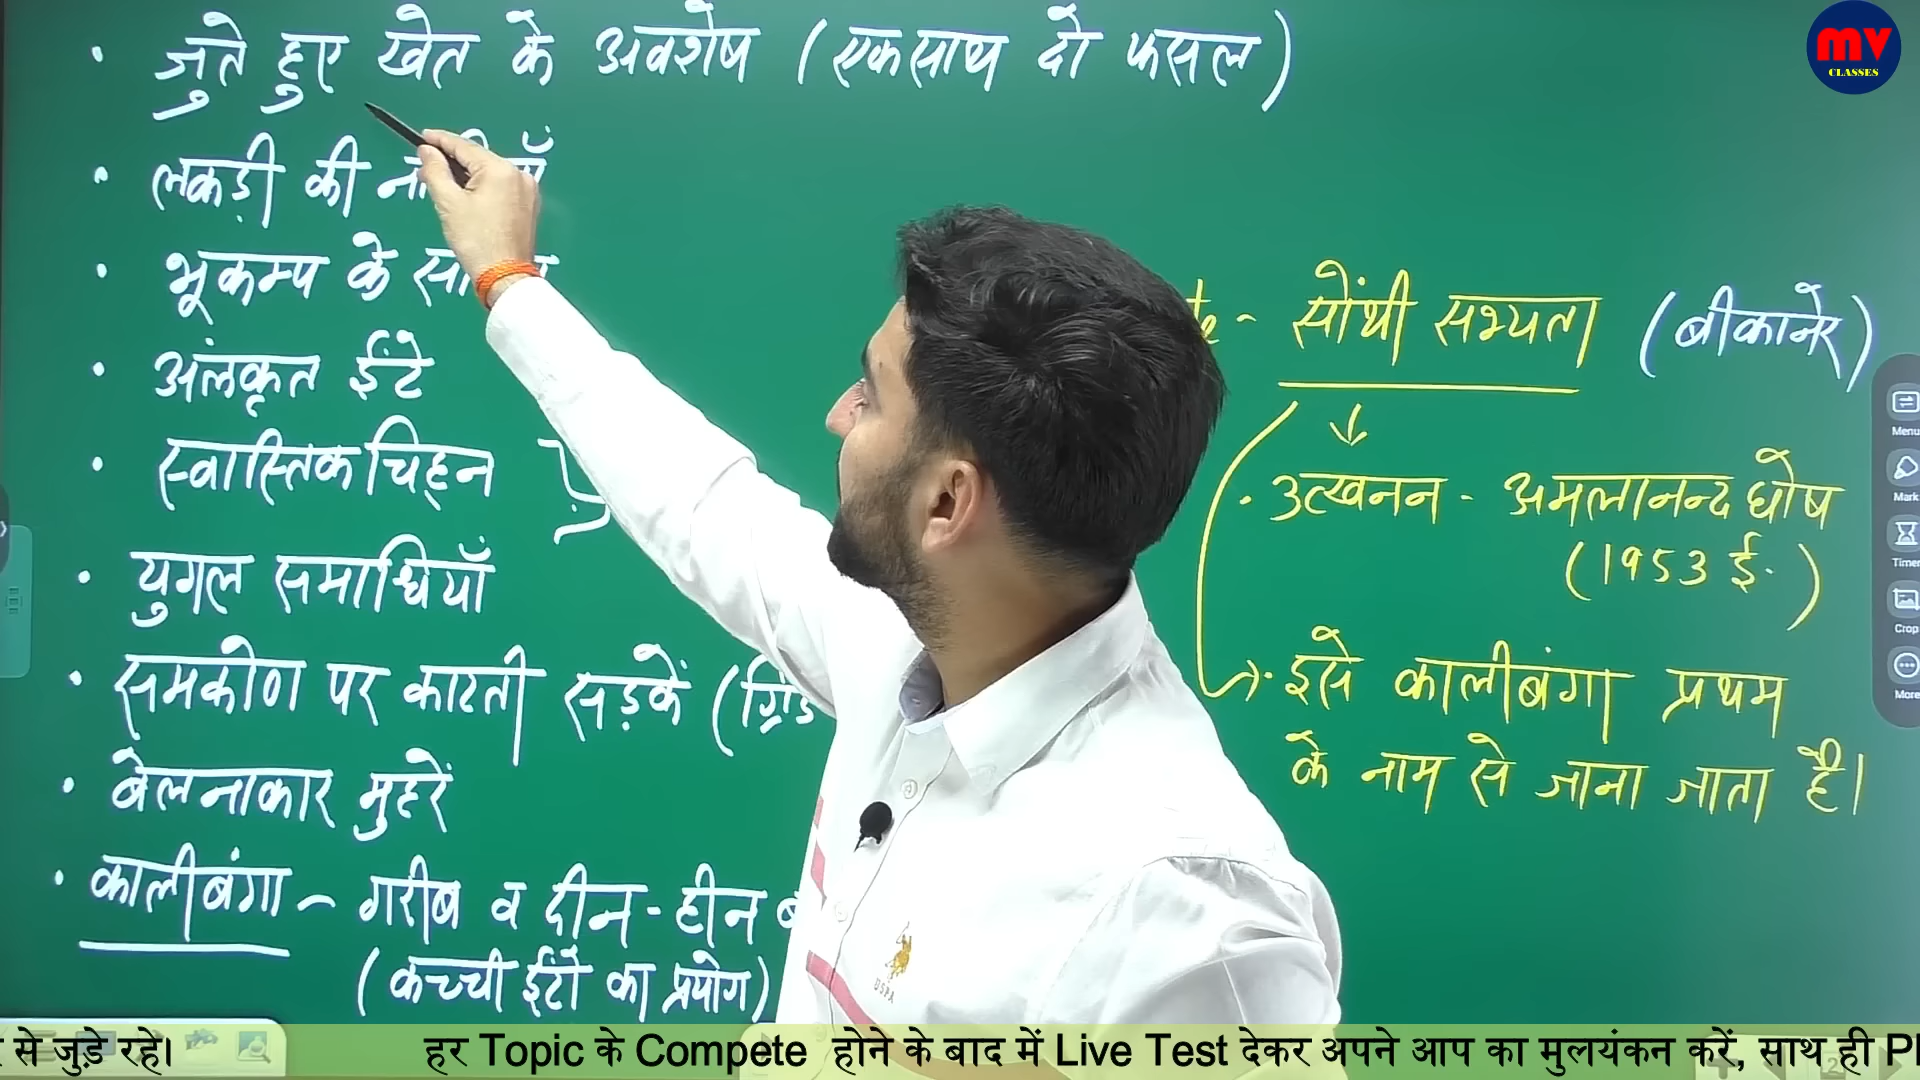 जुते हुए खेत के अवशेष (एकसाथ दो फसल)
लकड़ी की
भूकम्प के
अंलकृत ईंटे
स्वास्तिक चिह्न
युगल समाधियाँ
समकोण पर काटती सड़कें (ग्रिड
बेलनाकार मुहरें
कालीबंगा - गरीब व दीन-हीन
(कच्ची ईंटों का प्रयोग)
सोंथी सभ्यता (बीकानेर)
उत्खनन - अमलानन्द घोष
(1953 ई.)
इसे कालीबंगा प्रथम
के नाम से जाना जाता है।
mv
CLASSES
Menu
Mark
Timer
Crop
More
USPA
से जुड़े रहे। हर Topic के Compete होने के बाद में Live Test देकर अपने आप का मुलयंकन करें, साथ ही